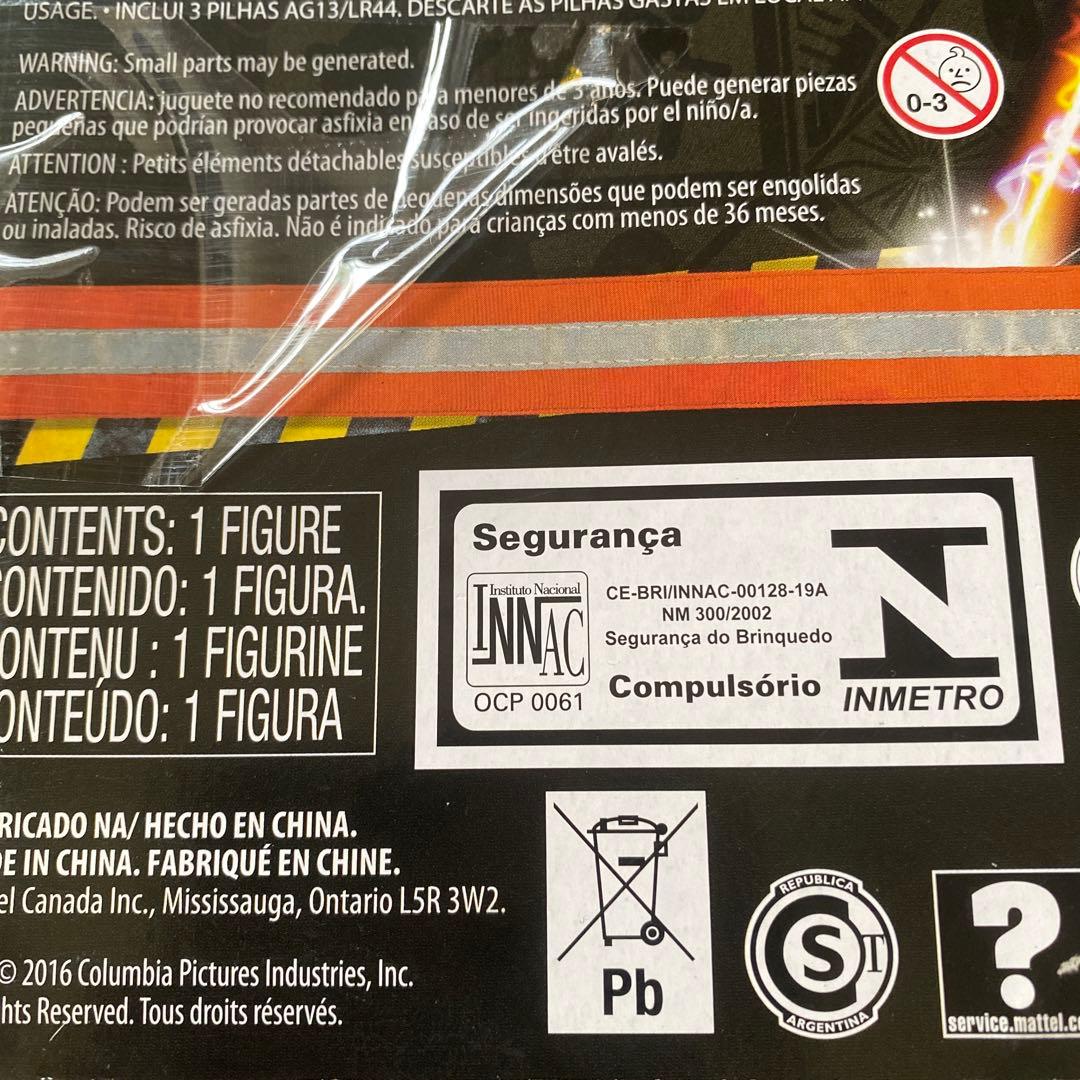 USAGE. • INCLUI 3 PILHAS AG13/LR44. DESCARTE AS PILHAS GASTAS EM LOCAL
WARNING: Small parts may be generated.
ADVERTENCIA: juguete no recomendado para menores de 3 años. Puede generar piezas
pequeñas que podrían provocar asfixia en caso de ser ingeridas por el niño/a.
ATTENTION : Petits éléments détachables susceptibles d'être avalés.
ATENÇÃO: Podem ser geradas partes de pequenas dimensões que podem ser engolidas
ou inaladas. Risco de asfixia. Não é indicado para crianças com menos de 36 meses.
0-3
CONTENTS: 1 FIGURE
CONTENIDO: 1 FIGURA.
ONTENU : 1 FIGURINE
ONTEÚDO: 1 FIGURA
Segurança
Instituto Nacional
INNAC
OCP 0061
CE-BRI/INNAC-00128-19A
NM 300/2002
Segurança do Brinquedo
Compulsório
INMETRO
RICADO NA/ HECHO EN CHINA.
E IN CHINA. FABRIQUÉ EN CHINE.
el Canada Inc., Mississauga, Ontario L5R 3W2.
© 2016 Columbia Pictures Industries, Inc.
hts Reserved. Tous droits réservés.
Pb
REPUBLICA
S T
ARGENTINA
?
service.mattel.c